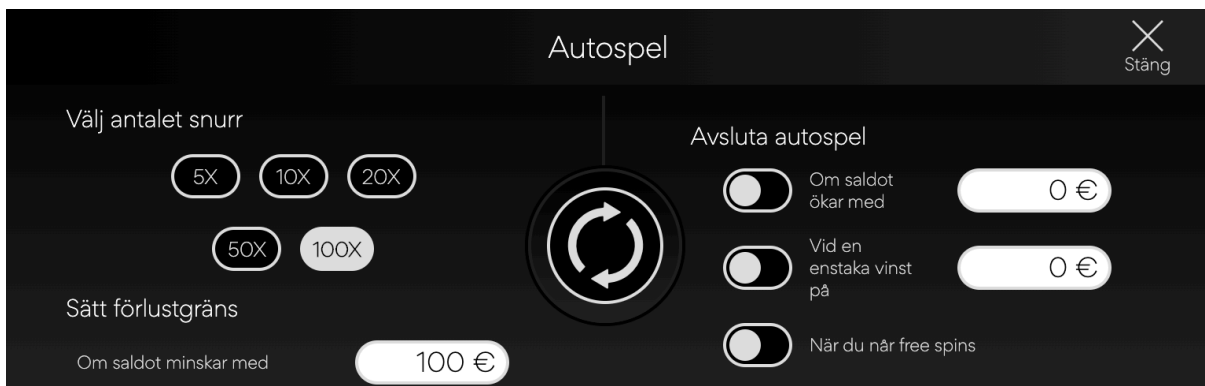 Autospel
Stäng
Välj antalet snurr
5X 10X 20X
50X 100X
Sätt förlustgräns
Om saldot minskar med 100 €
Avsluta autospel
Om saldot
ökar med
0 €
Vid en
enstaka vinst
på
0 €
När du når free spins